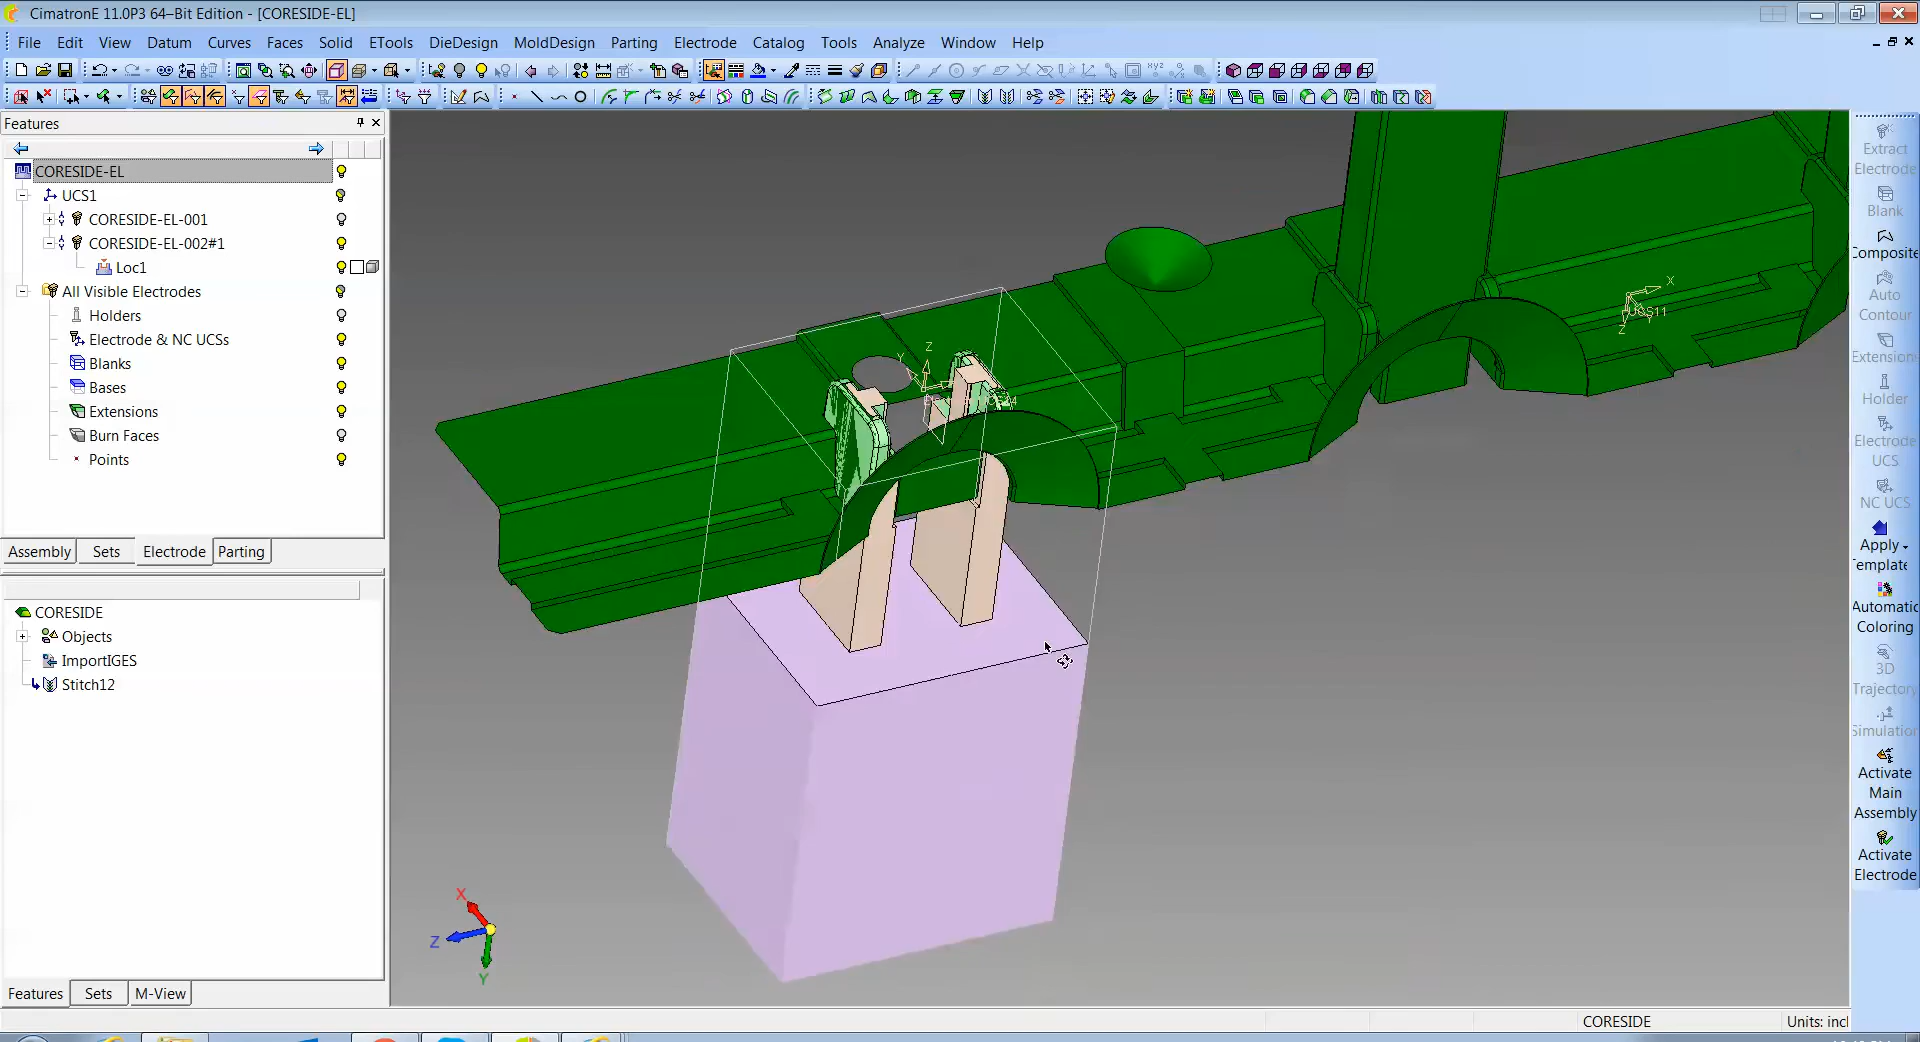 CimatronE 11.0P3 64–Bit Edition - [CORESIDE-EL]
File Edit View Datum Curves Faces Solid ETools DieDesign MoldDesign Parting Electrode Catalog Tools Analyze Window Help
Features
CORESIDE-EL
UCS1
CORESIDE-EL-001
CORESIDE-EL-002#1
Loc1
All Visible Electrodes
Holders
Electrode & NC UCS
Blanks
Bases
Extensions
Burn Faces
Points
Assembly Sets Electrode Parting
CORESIDE
Objects
ImportIGES
Stitch12
Features Sets M-View
Z
Y
X
UCS11
Z
X
Z
Y
Extract
Electrode
Blank
Composite
Auto
Contour
Extension
Holder
Electrode
UCS
NC UCS
Apply
Template
Automatic
Coloring
3D
Trajectory
Simulation
Activate
Main
Assembly
Activate
Electrode
CORESIDE
Units: incl